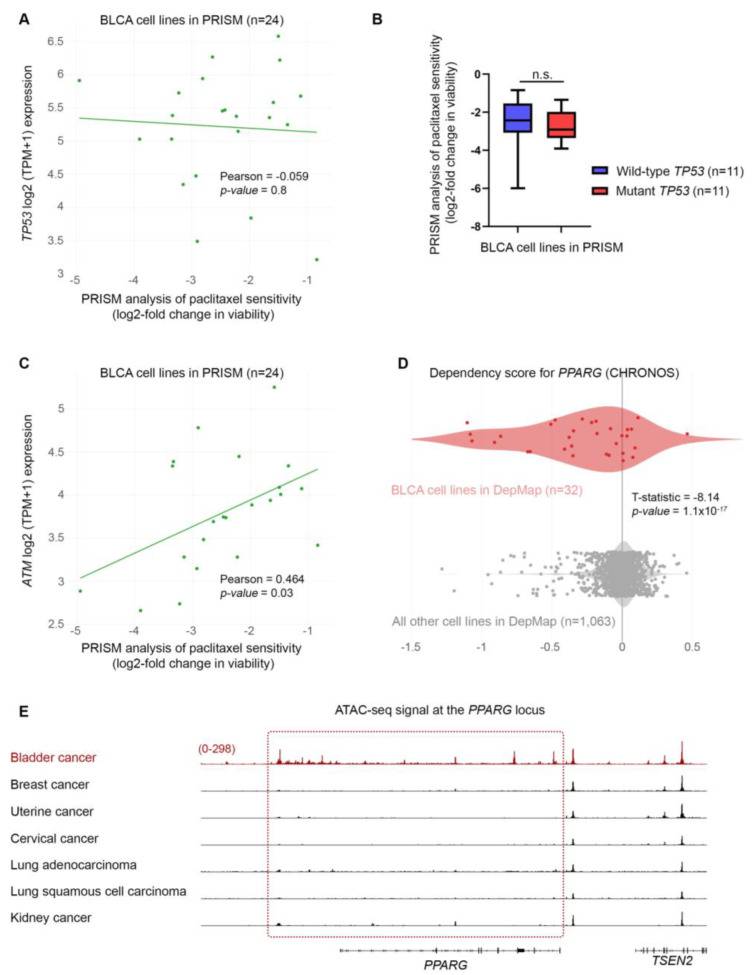 A
BLCA cell lines in PRISM (n=24)
TP53 log2 (TPM+1) expression
6.5
6
5.5
5
4.5
4
3.5
3
Pearson = -0.059
p-value = 0.8
-5
-4
-3
-2
-1
PRISM analysis of paclitaxel sensitivity
(log2-fold change in viability)
B
PRISM analysis of paclitaxel sensitivity
(log2-fold change in viability)
0
-2
-4
-6
-8
n.s.
Wild-type TP53 (n=11)
Mutant TP53 (n=11)
BLCA cell lines in PRISM
C
BLCA cell lines in PRISM (n=24)
ATM log2 (TPM+1) expression
5
4.5
4
3.5
3
2.5
Pearson = 0.464
p-value = 0.03
-5
-4
-3
-2
-1
PRISM analysis of paclitaxel sensitivity
(log2-fold change in viability)
D
Dependency score for PPARG (CHRONOS)
BLCA cell lines in DepMap (n=32)
T-statistic = -8.14
p-value = 1.1x10⁻¹⁷
All other cell lines in DepMap (n=1,063)
-1.5
-1
-0.5
0
0.5
E
ATAC-seq signal at the PPARG locus
(0-298)
Bladder cancer
Breast cancer
Uterine cancer
Cervical cancer
Lung adenocarcinoma
Lung squamous cell carcinoma
Kidney cancer
PPARG
TSEN2